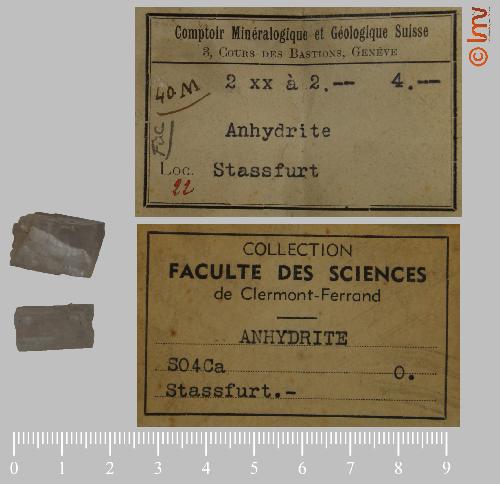 Comptoir Minéralogique et Géologique Suisse
3, COURS DES BASTIONS, GENÈVE
40M
2 xx à 2.-- 4.--
Anhydrite
Fac
Loc. Stassfurt
22
© lmv
COLLECTION
FACULTE DES SCIENCES
de Clermont-Ferrand
ANHYDRITE
SO4Ca 0.
Stassfurt.-
0 1 2 3 4 5 6 7 8 9